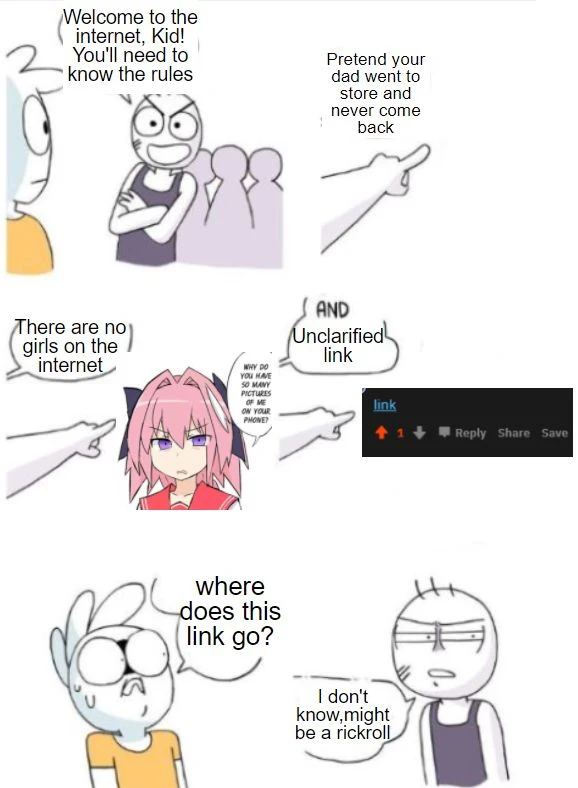 Welcome to the
internet, Kid!
You'll need to
know the rules
Pretend your
dad went to
store and
never come
back
There are no
girls on the
internet
WHY DO
YOU HAVE
SO MANY
PICTURES
OF ME
ON YOUR
PHONE?
AND
Unclarified
link
link
1 Reply Share Save
where
does this
link go?
I don't
know,might
be a rickroll